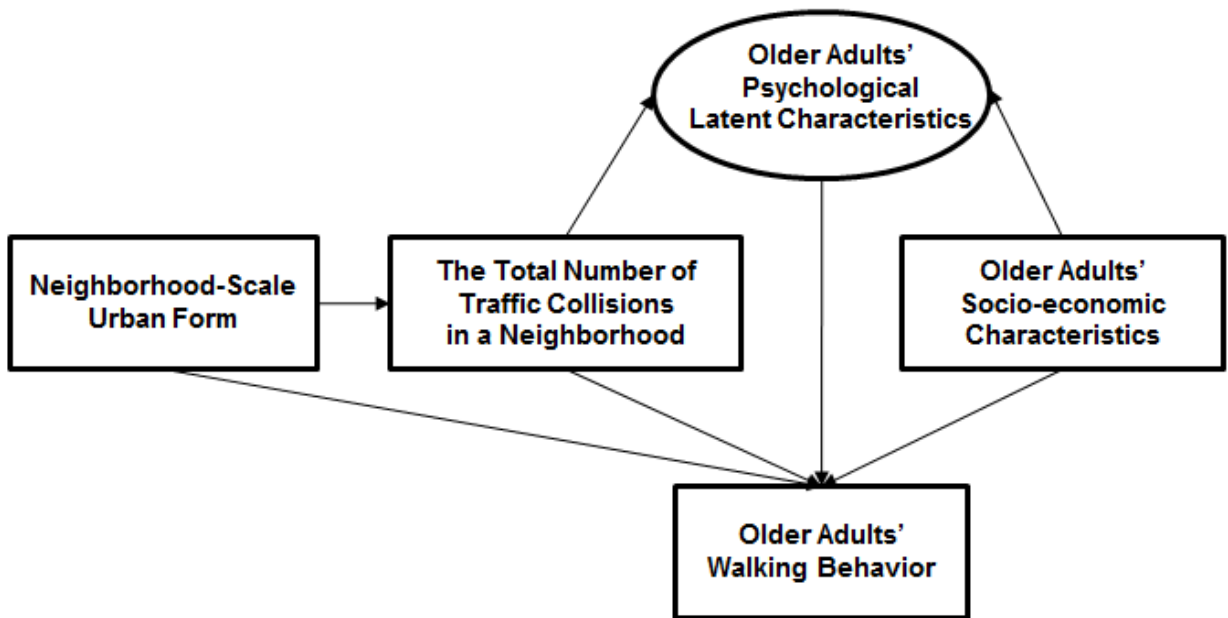 Older Adults'
Psychological
Latent Characteristics
Neighborhood-Scale
Urban Form
The Total Number of
Traffic Collisions
in a Neighborhood
Older Adults'
Socio-economic
Characteristics
Older Adults'
Walking Behavior